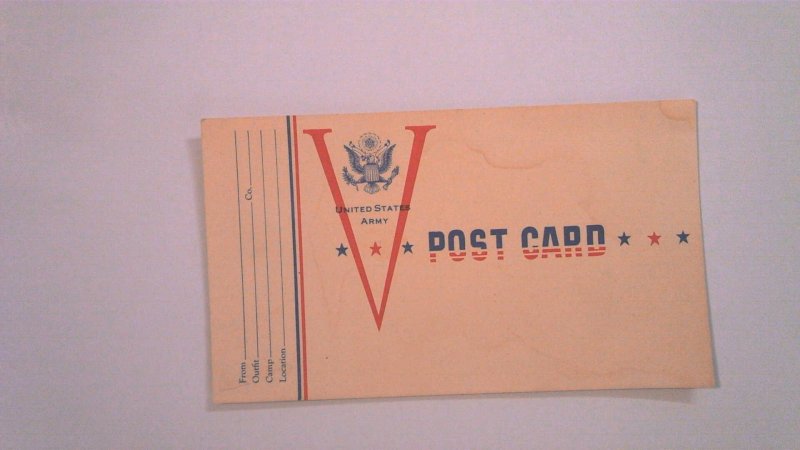 From
Outfit Co.
Camp
Location
V
UNITED STATES
ARMY
POST CARD